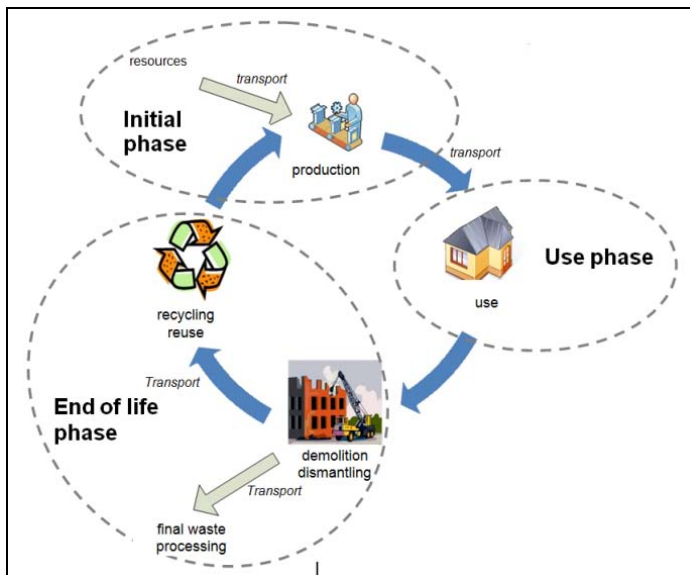 resources
transport
Initial
phase
production
transport
Use phase
use
recycling
reuse
Transport
End of life
phase
demolition
dismantling
Transport
final waste
processing